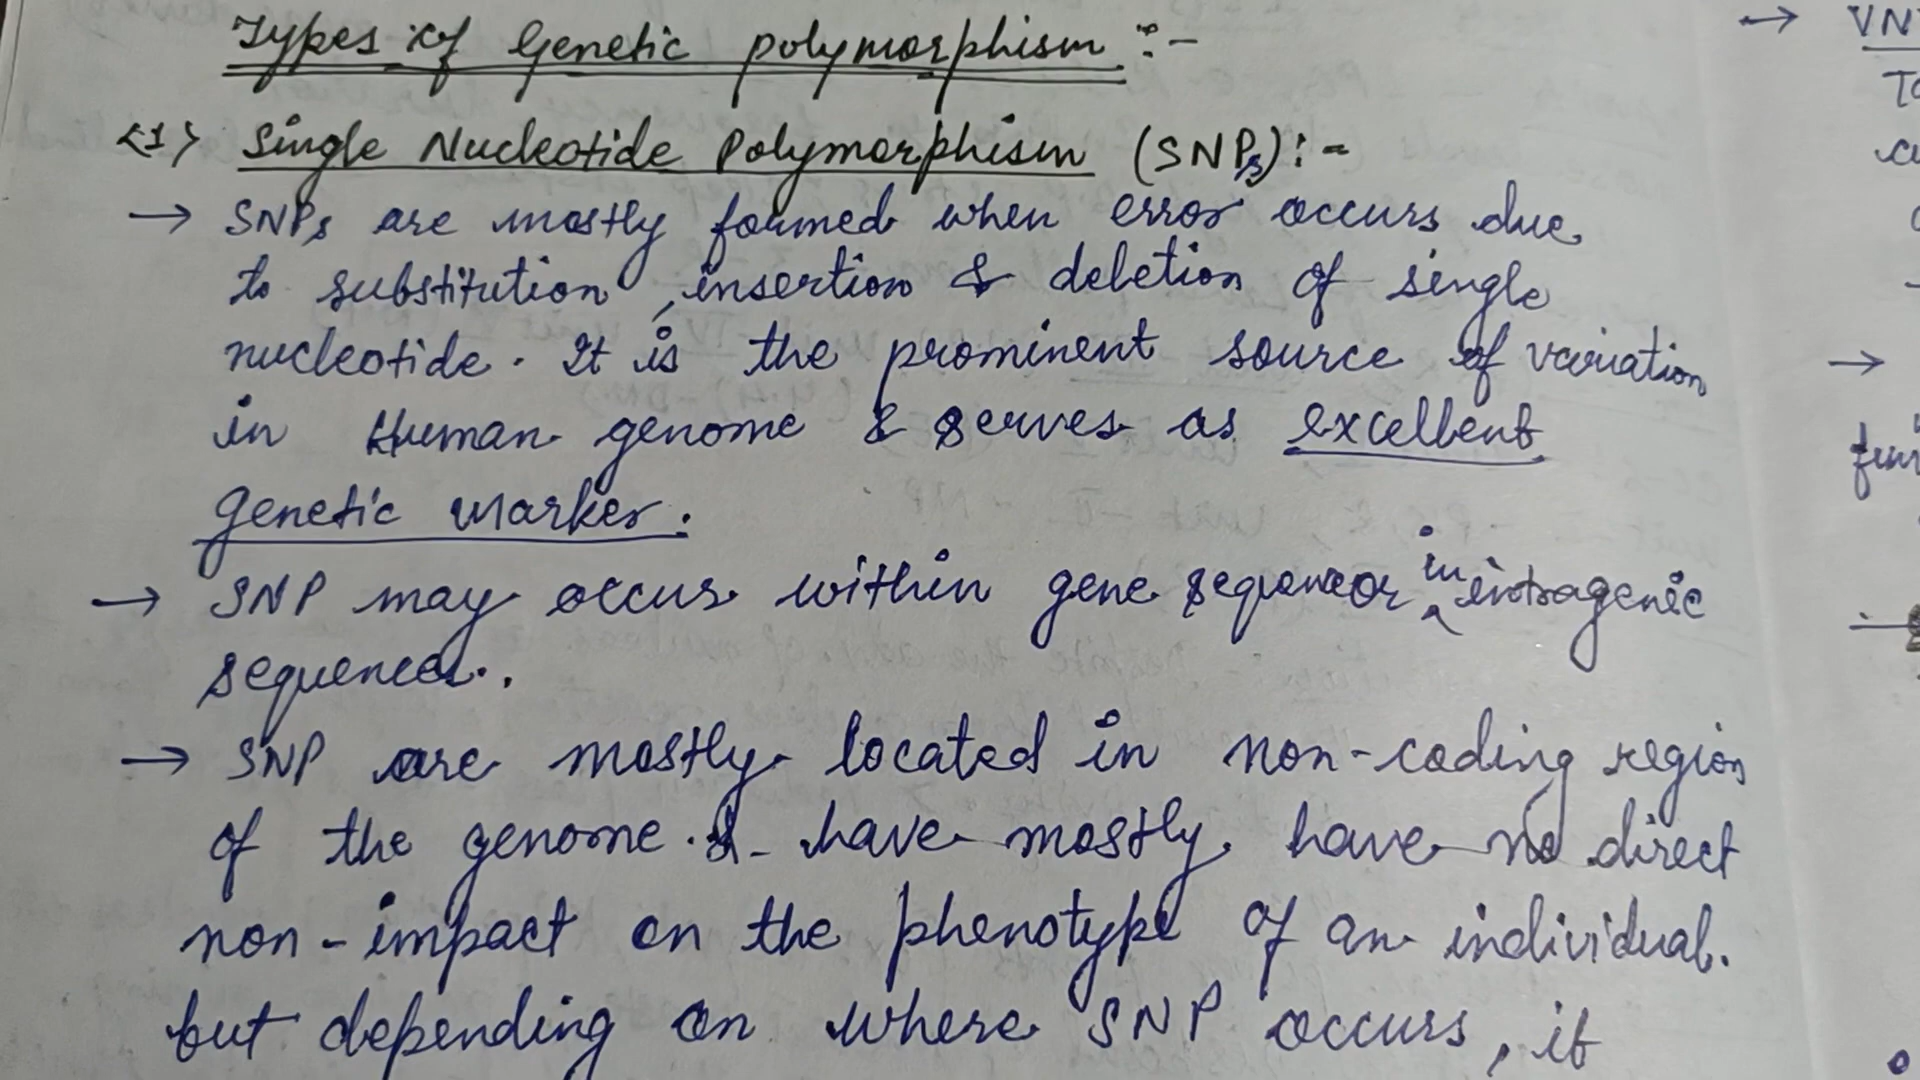 Types of Genetic polymorphism :-
<1> Single Nucleotide Polymorphism (SNPs):-
→ SNPs are mostly formed when error occurs due
to substitution, insertion & deletion of single
nucleotide. It is the prominent source of variation
in Human genome & serves as excellent
genetic marker.
→ SNP may occur within gene sequence or in intragenic
sequence.
→ SNP are mostly located in non-coding region
of the genome. & have mostly have no direct
non-impact on the phenotype of an individual.
but depending on where SNP occurs, it
→ VN
To
→